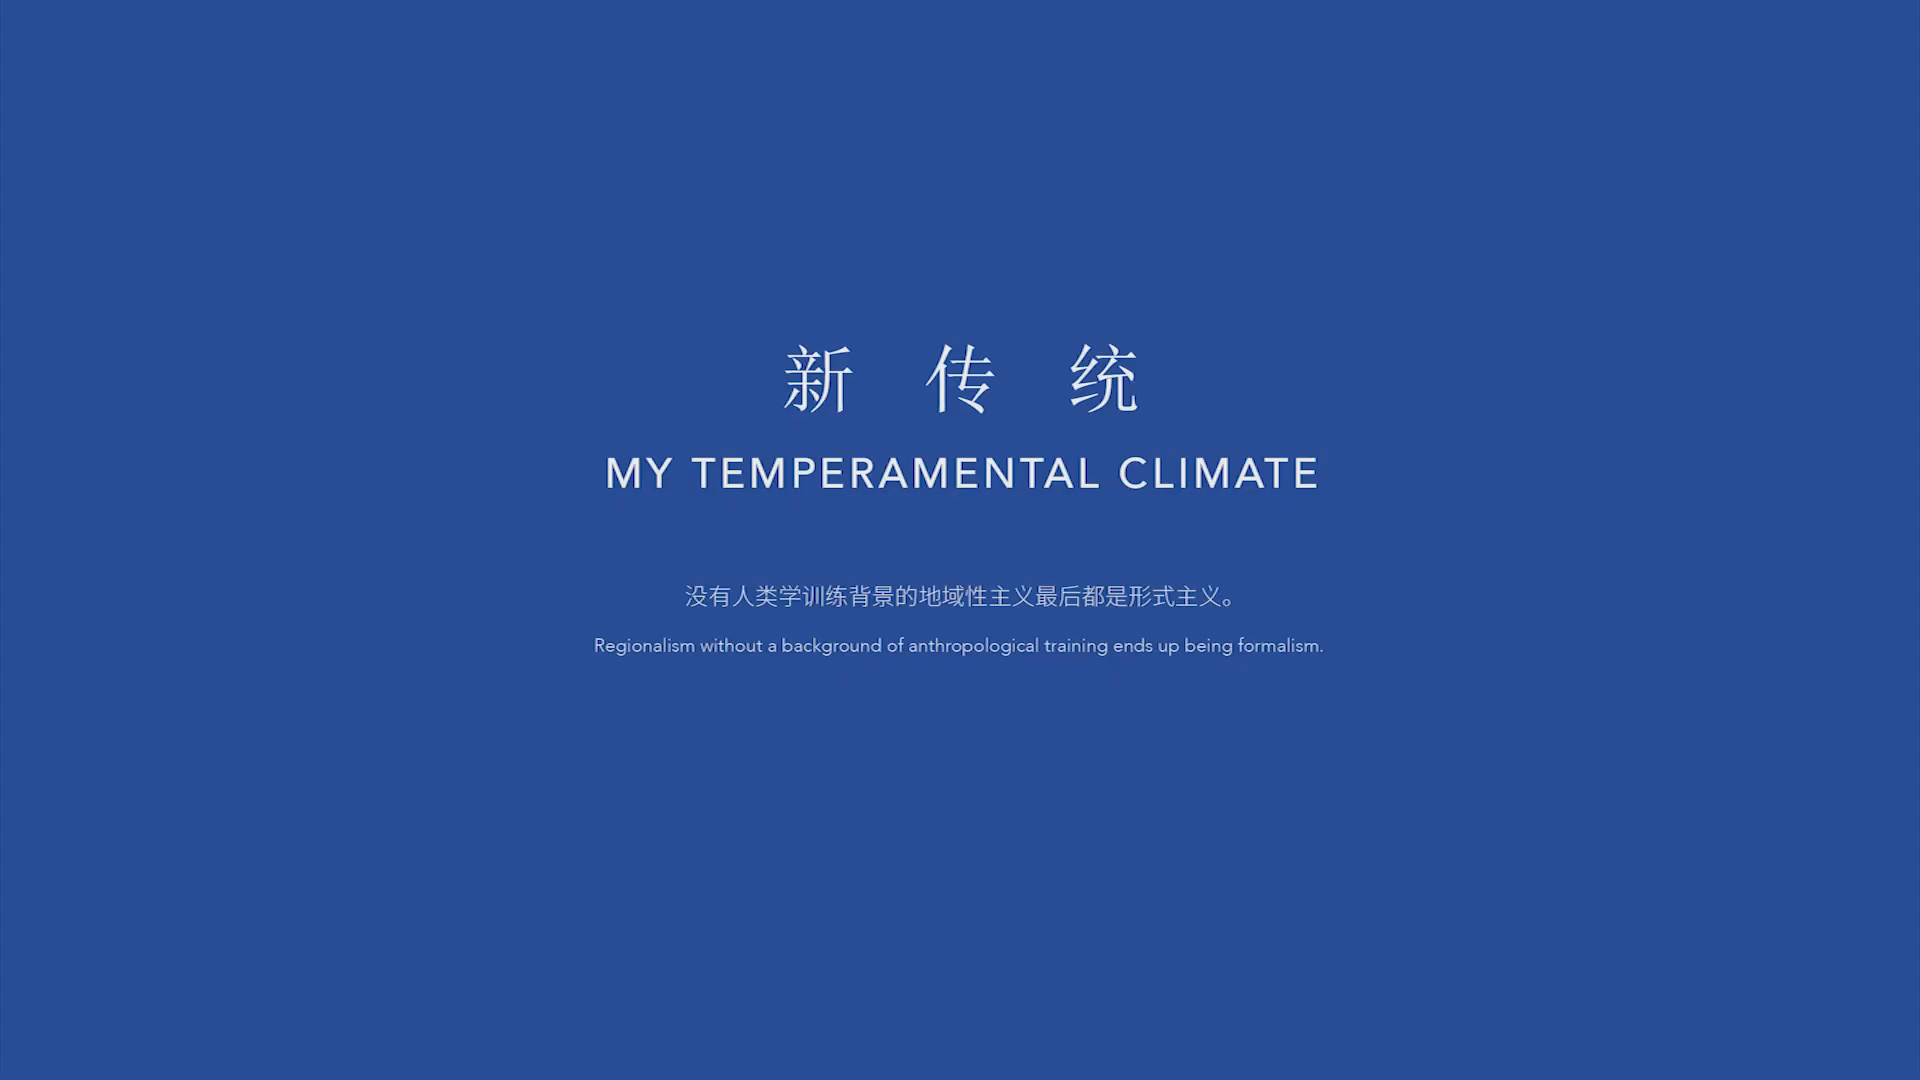 新传统
MY TEMPERAMENTAL CLIMATE
没有人类学训练背景的地域性主义最后都是形式主义。
Regionalism without a background of anthropological training ends up being formalism.